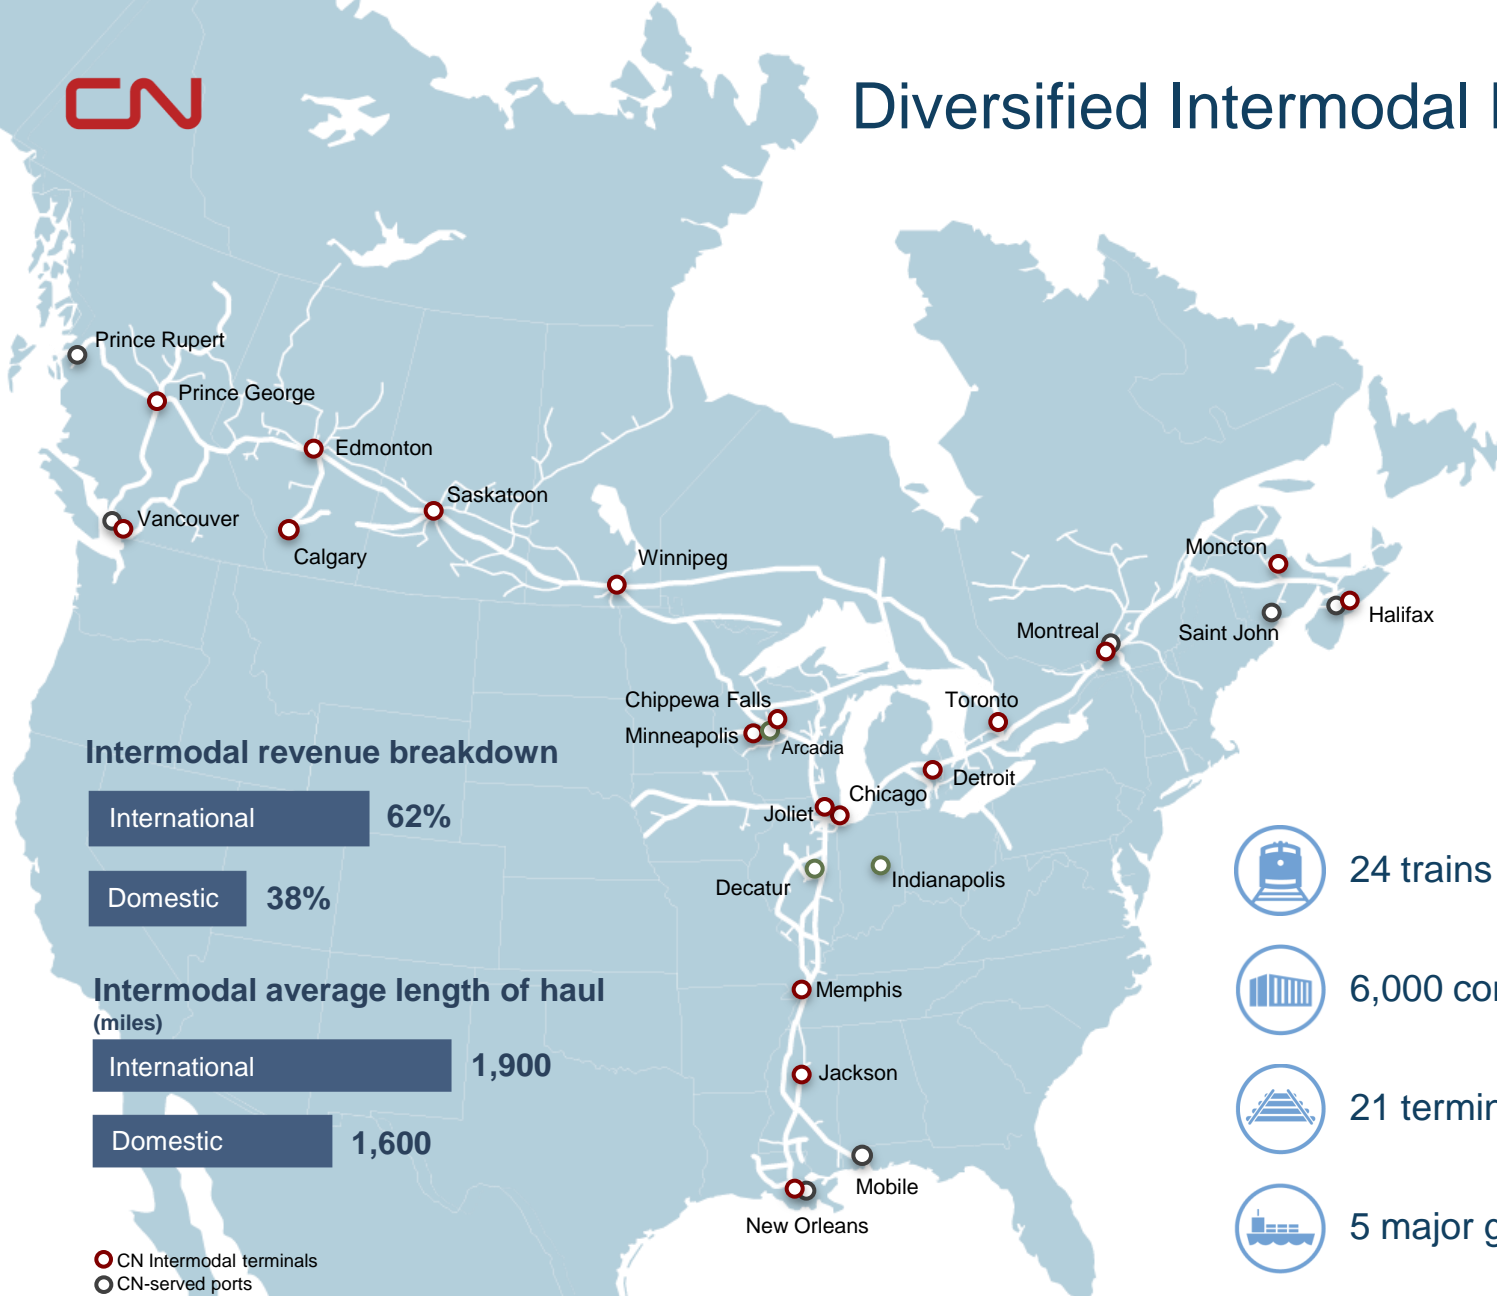 CN
Diversified Intermodal
Prince Rupert
Prince George
Edmonton
Saskatoon
Vancouver
Calgary
Winnipeg
Moncton
Montreal
Saint John
Halifax
Chippewa Falls
Toronto
Minneapolis
Arcadia
Detroit
Chicago
Joliet
Decatur
Indianapolis
Memphis
Jackson
Mobile
New Orleans
Intermodal revenue breakdown
International 62%
Domestic 38%
Intermodal average length of haul
(miles)
International 1,900
Domestic 1,600
CN Intermodal terminals
CN-served ports
24 trains
6,000
21
5 major